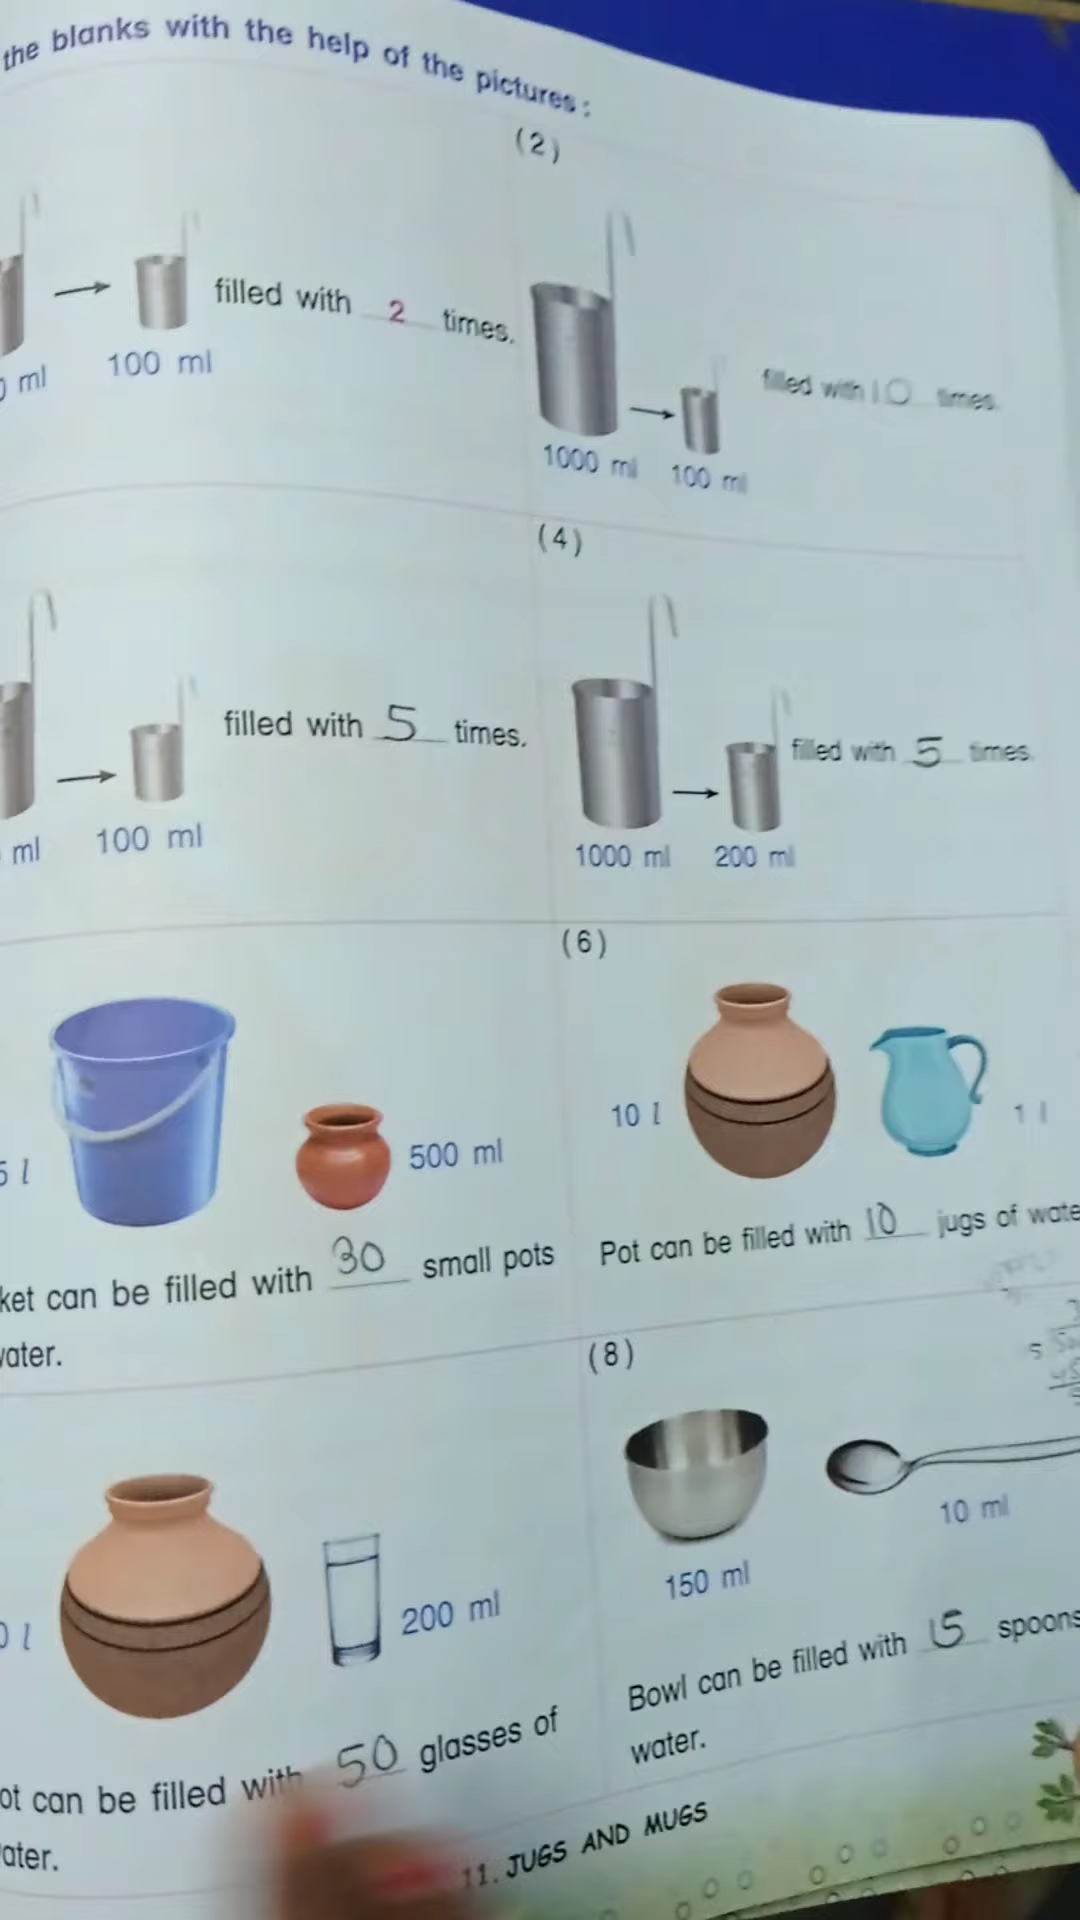 the blanks with the help of the pictures :
(2)
filled with 2 times.
ml 100 ml
filled with 10 times.
1000 ml 100 ml
(4)
filled with 5 times.
ml 100 ml
filled with 5 times.
1000 ml 200 ml
(6)
5 l 500 ml
10 l 1 l
ket can be filled with 30 small pots
water.
Pot can be filled with 10 jugs of wate
(8)
0 l 200 ml
150 ml 10 ml
ot can be filled with 50 glasses of
ater.
Bowl can be filled with 15 spoons
water.
11. JUGS AND MUGS